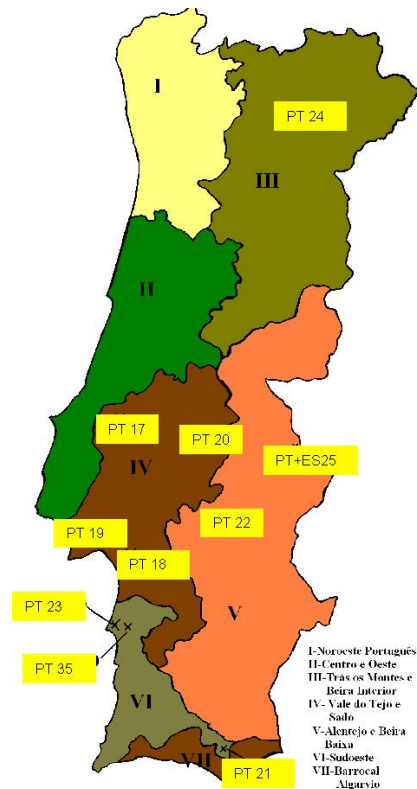 I
PT 24
III
II
PT 17
PT 20
IV
PT+ES25
PT 22
PT 19
PT 18
PT 23
V
PT 35
VI
VII
PT 21
I-Noroeste Português
II-Centro e Oeste
III-Trás os Montes e
Beira Interior
IV- Vale do Tejo e
Sado
V-Alentejo e Beira
Baixa
VI-Sudoeste
VII-Barrocal
Algarvio